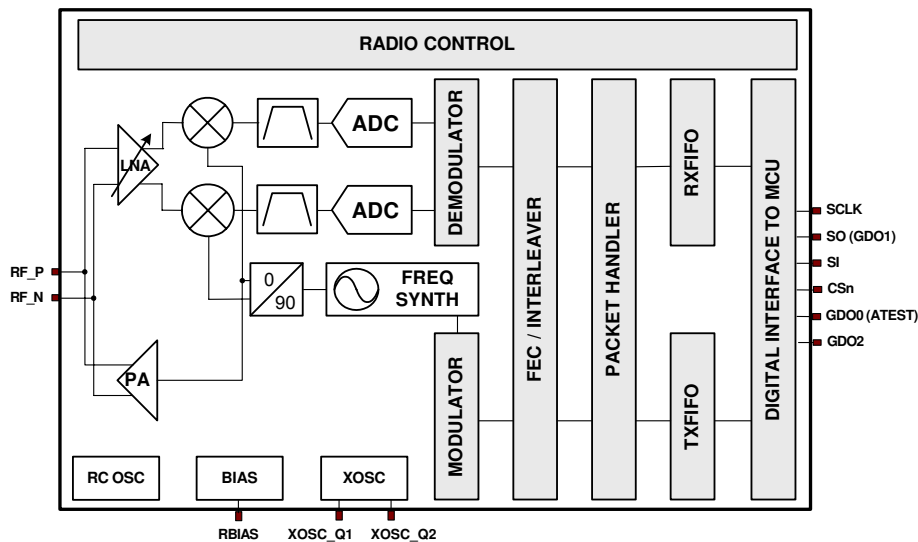 RADIO CONTROL
LNA
ADC
ADC
DEMODULATOR
FEC / INTERLEAVER
PACKET HANDLER
RXFIFO
DIGITAL INTERFACE TO MCU
SCLK
SO (GDO1)
SI
CSn
GDO0 (ATEST)
GDO2
RF_P
RF_N
0
90
FREQ
SYNTH
PA
MODULATOR
TXFIFO
RC OSC
BIAS
XOSC
RBIAS
XOSC_Q1
XOSC_Q2